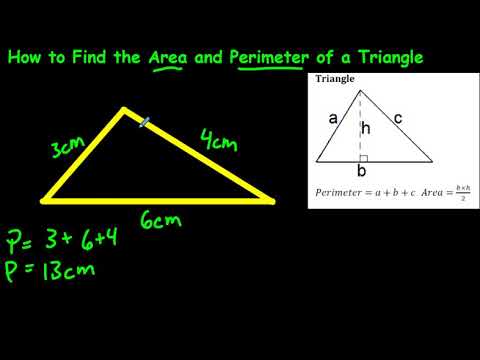 How to Find the Area and Perimeter of a Triangle
3cm
4cm
6cm
P = 3 + 6 + 4
P = 13cm
Triangle
a
c
h
b
Perimeter = a + b + c Area = \frac{b×h}{2}